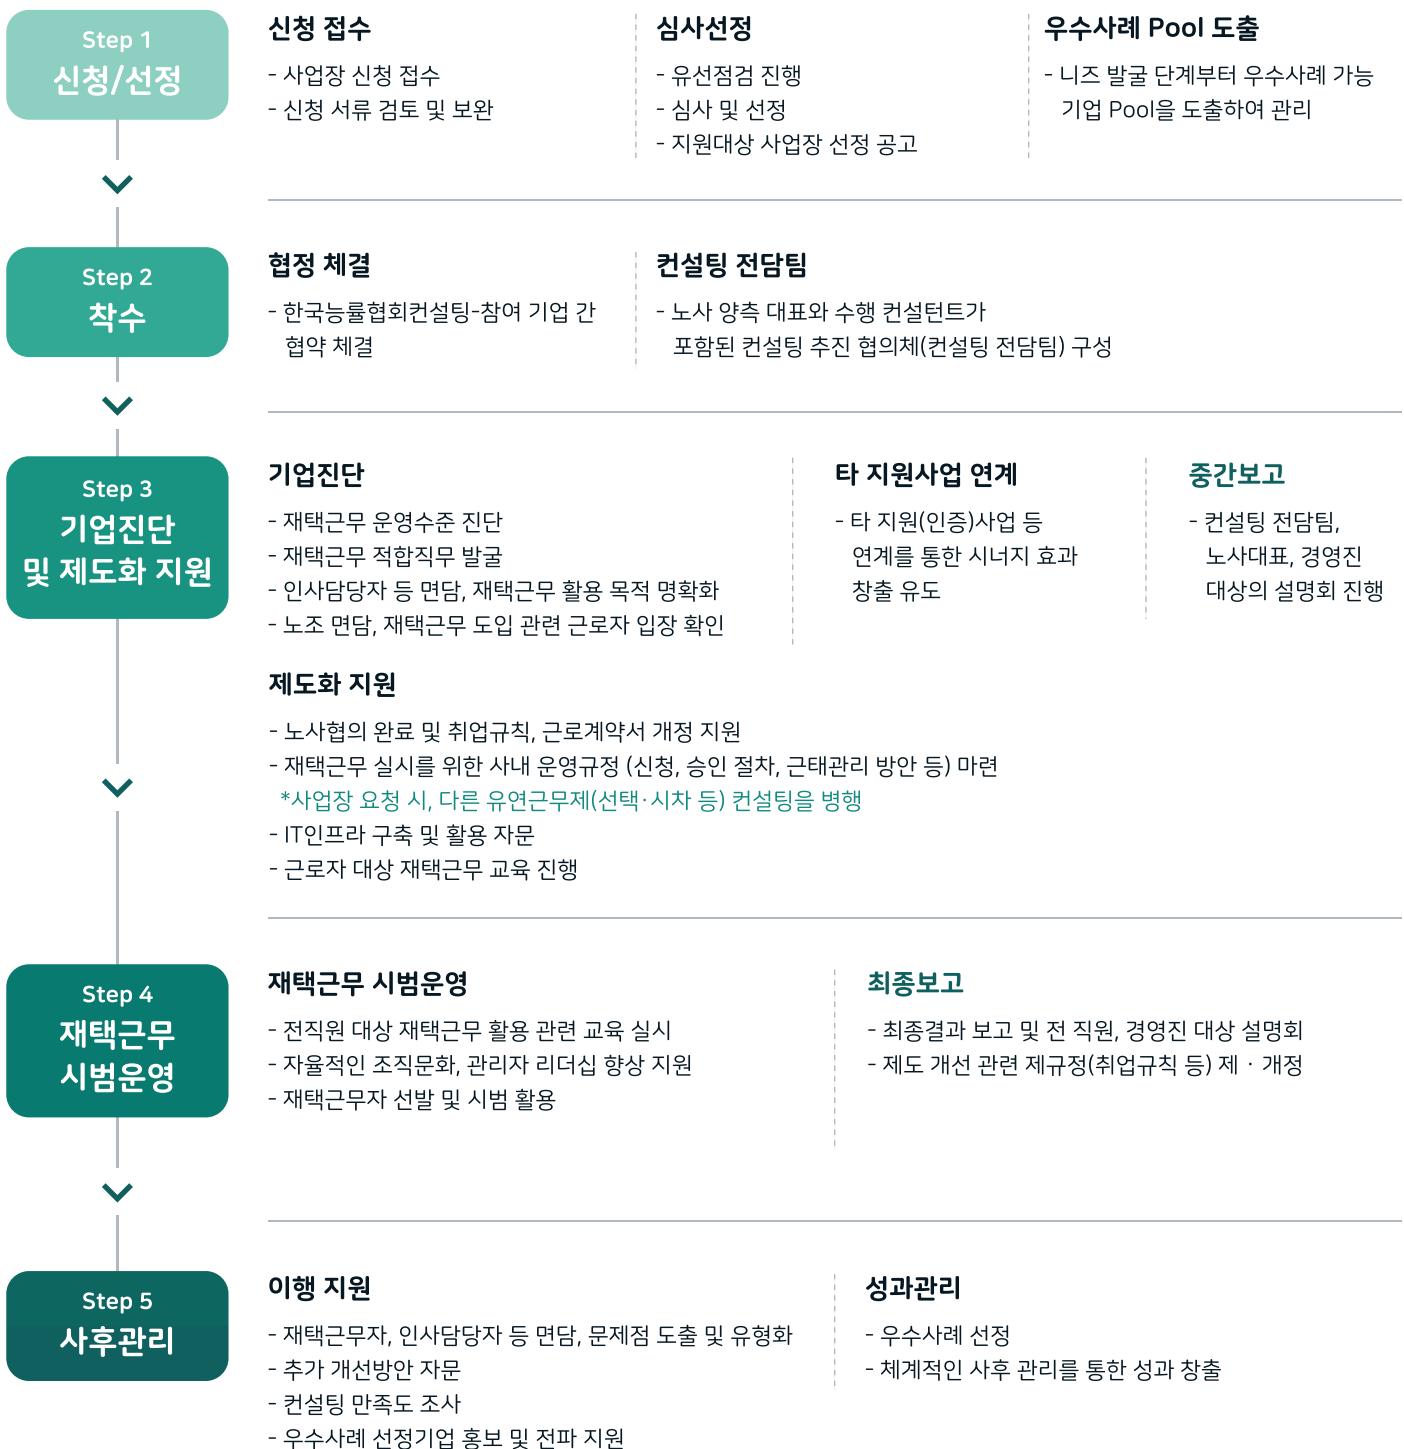 Step 1
신청/선정
신청 접수
- 사업장 신청 접수
- 신청 서류 검토 및 보완
심사선정
- 유선점검 진행
- 심사 및 선정
- 지원대상 사업장 선정 공고
우수사례 Pool 도출
- 니즈 발굴 단계부터 우수사례 가능
기업 Pool을 도출하여 관리
Step 2
착수
협정 체결
- 한국능률협회컨설팅-참여 기업 간
협약 체결
컨설팅 전담팀
- 노사 양측 대표와 수행 컨설턴트가
포함된 컨설팅 추진 협의체(컨설팅 전담팀) 구성
Step 3
기업진단
및 제도화 지원
기업진단
- 재택근무 운영수준 진단
- 재택근무 적합직무 발굴
- 인사담당자 등 면담, 재택근무 활용 목적 명확화
- 노조 면담, 재택근무 도입 관련 근로자 입장 확인
타 지원사업 연계
- 타 지원(인증)사업 등
연계를 통한 시너지 효과
창출 유도
중간보고
- 컨설팅 전담팀,
노사대표, 경영진
대상의 설명회 진행
제도화 지원
- 노사협의 완료 및 취업규칙, 근로계약서 개정 지원
- 재택근무 실시를 위한 사내 운영규정 (신청, 승인 절차, 근태관리 방안 등) 마련
*사업장 요청 시, 다른 유연근무제(선택·시차 등) 컨설팅을 병행
- IT인프라 구축 및 활용 자문
- 근로자 대상 재택근무 교육 진행
Step 4
재택근무
시범운영
재택근무 시범운영
- 전직원 대상 재택근무 활용 관련 교육 실시
- 자율적인 조직문화, 관리자 리더십 향상 지원
- 재택근무자 선발 및 시범 활용
최종보고
- 최종결과 보고 및 전 직원, 경영진 대상 설명회
- 제도 개선 관련 제규정(취업규칙 등) 제 · 개정
Step 5
사후관리
이행 지원
- 재택근무자, 인사담당자 등 면담, 문제점 도출 및 유형화
- 추가 개선방안 자문
- 컨설팅 만족도 조사
- 우수사례 선정기업 홍보 및 전파 지원
성과관리
- 우수사례 선정
- 체계적인 사후 관리를 통한 성과 창출